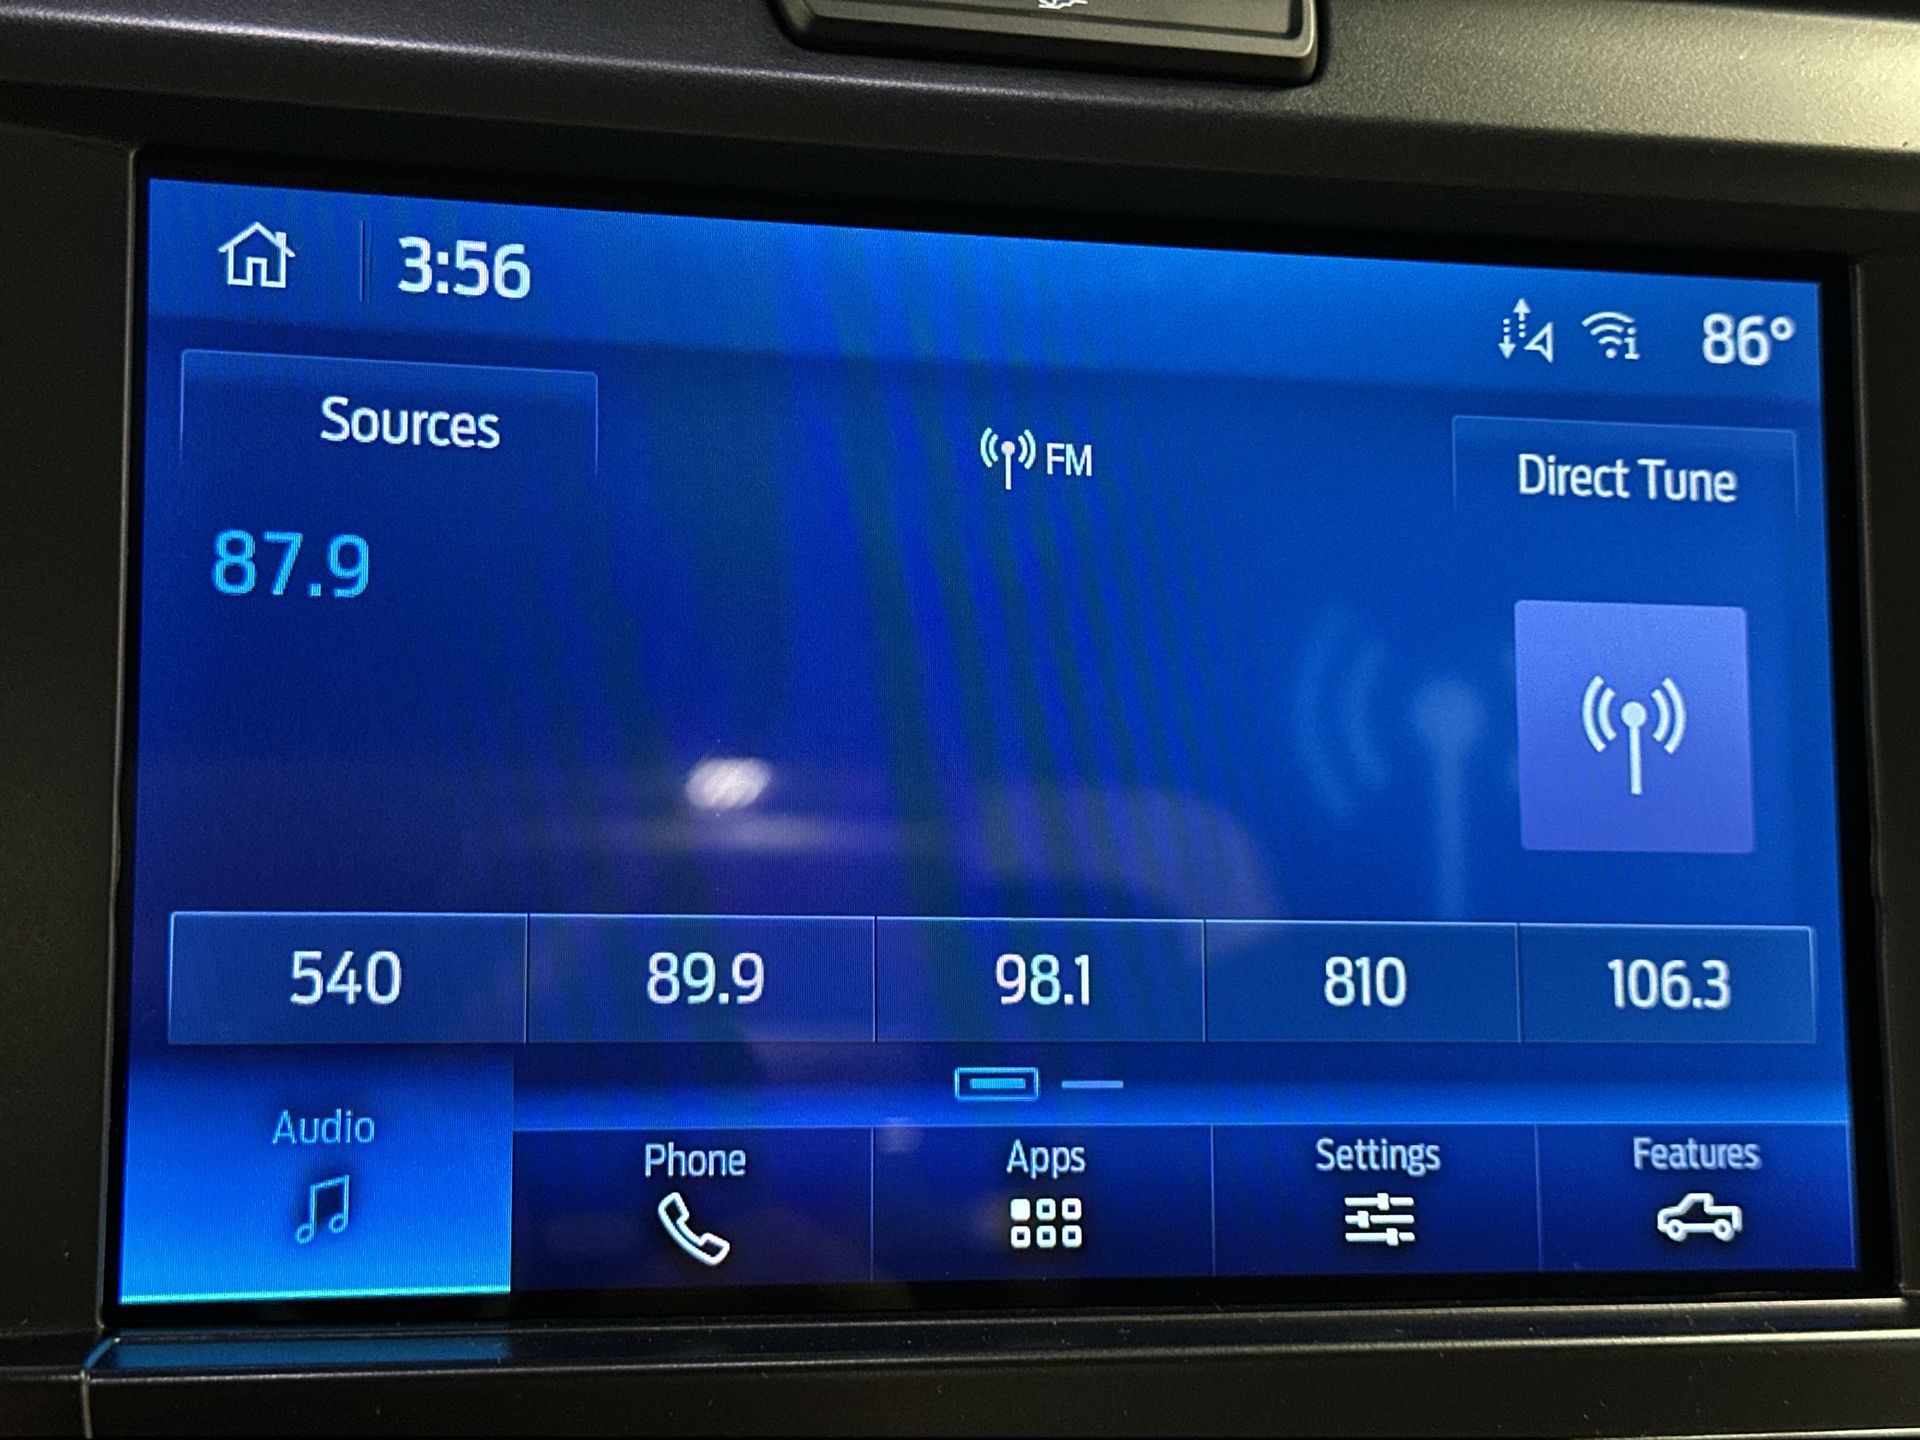 3:56
86°
Sources
FM
Direct Tune
87.9
540
89.9
98.1
810
106.3
Audio
Phone
Apps
Settings
Features